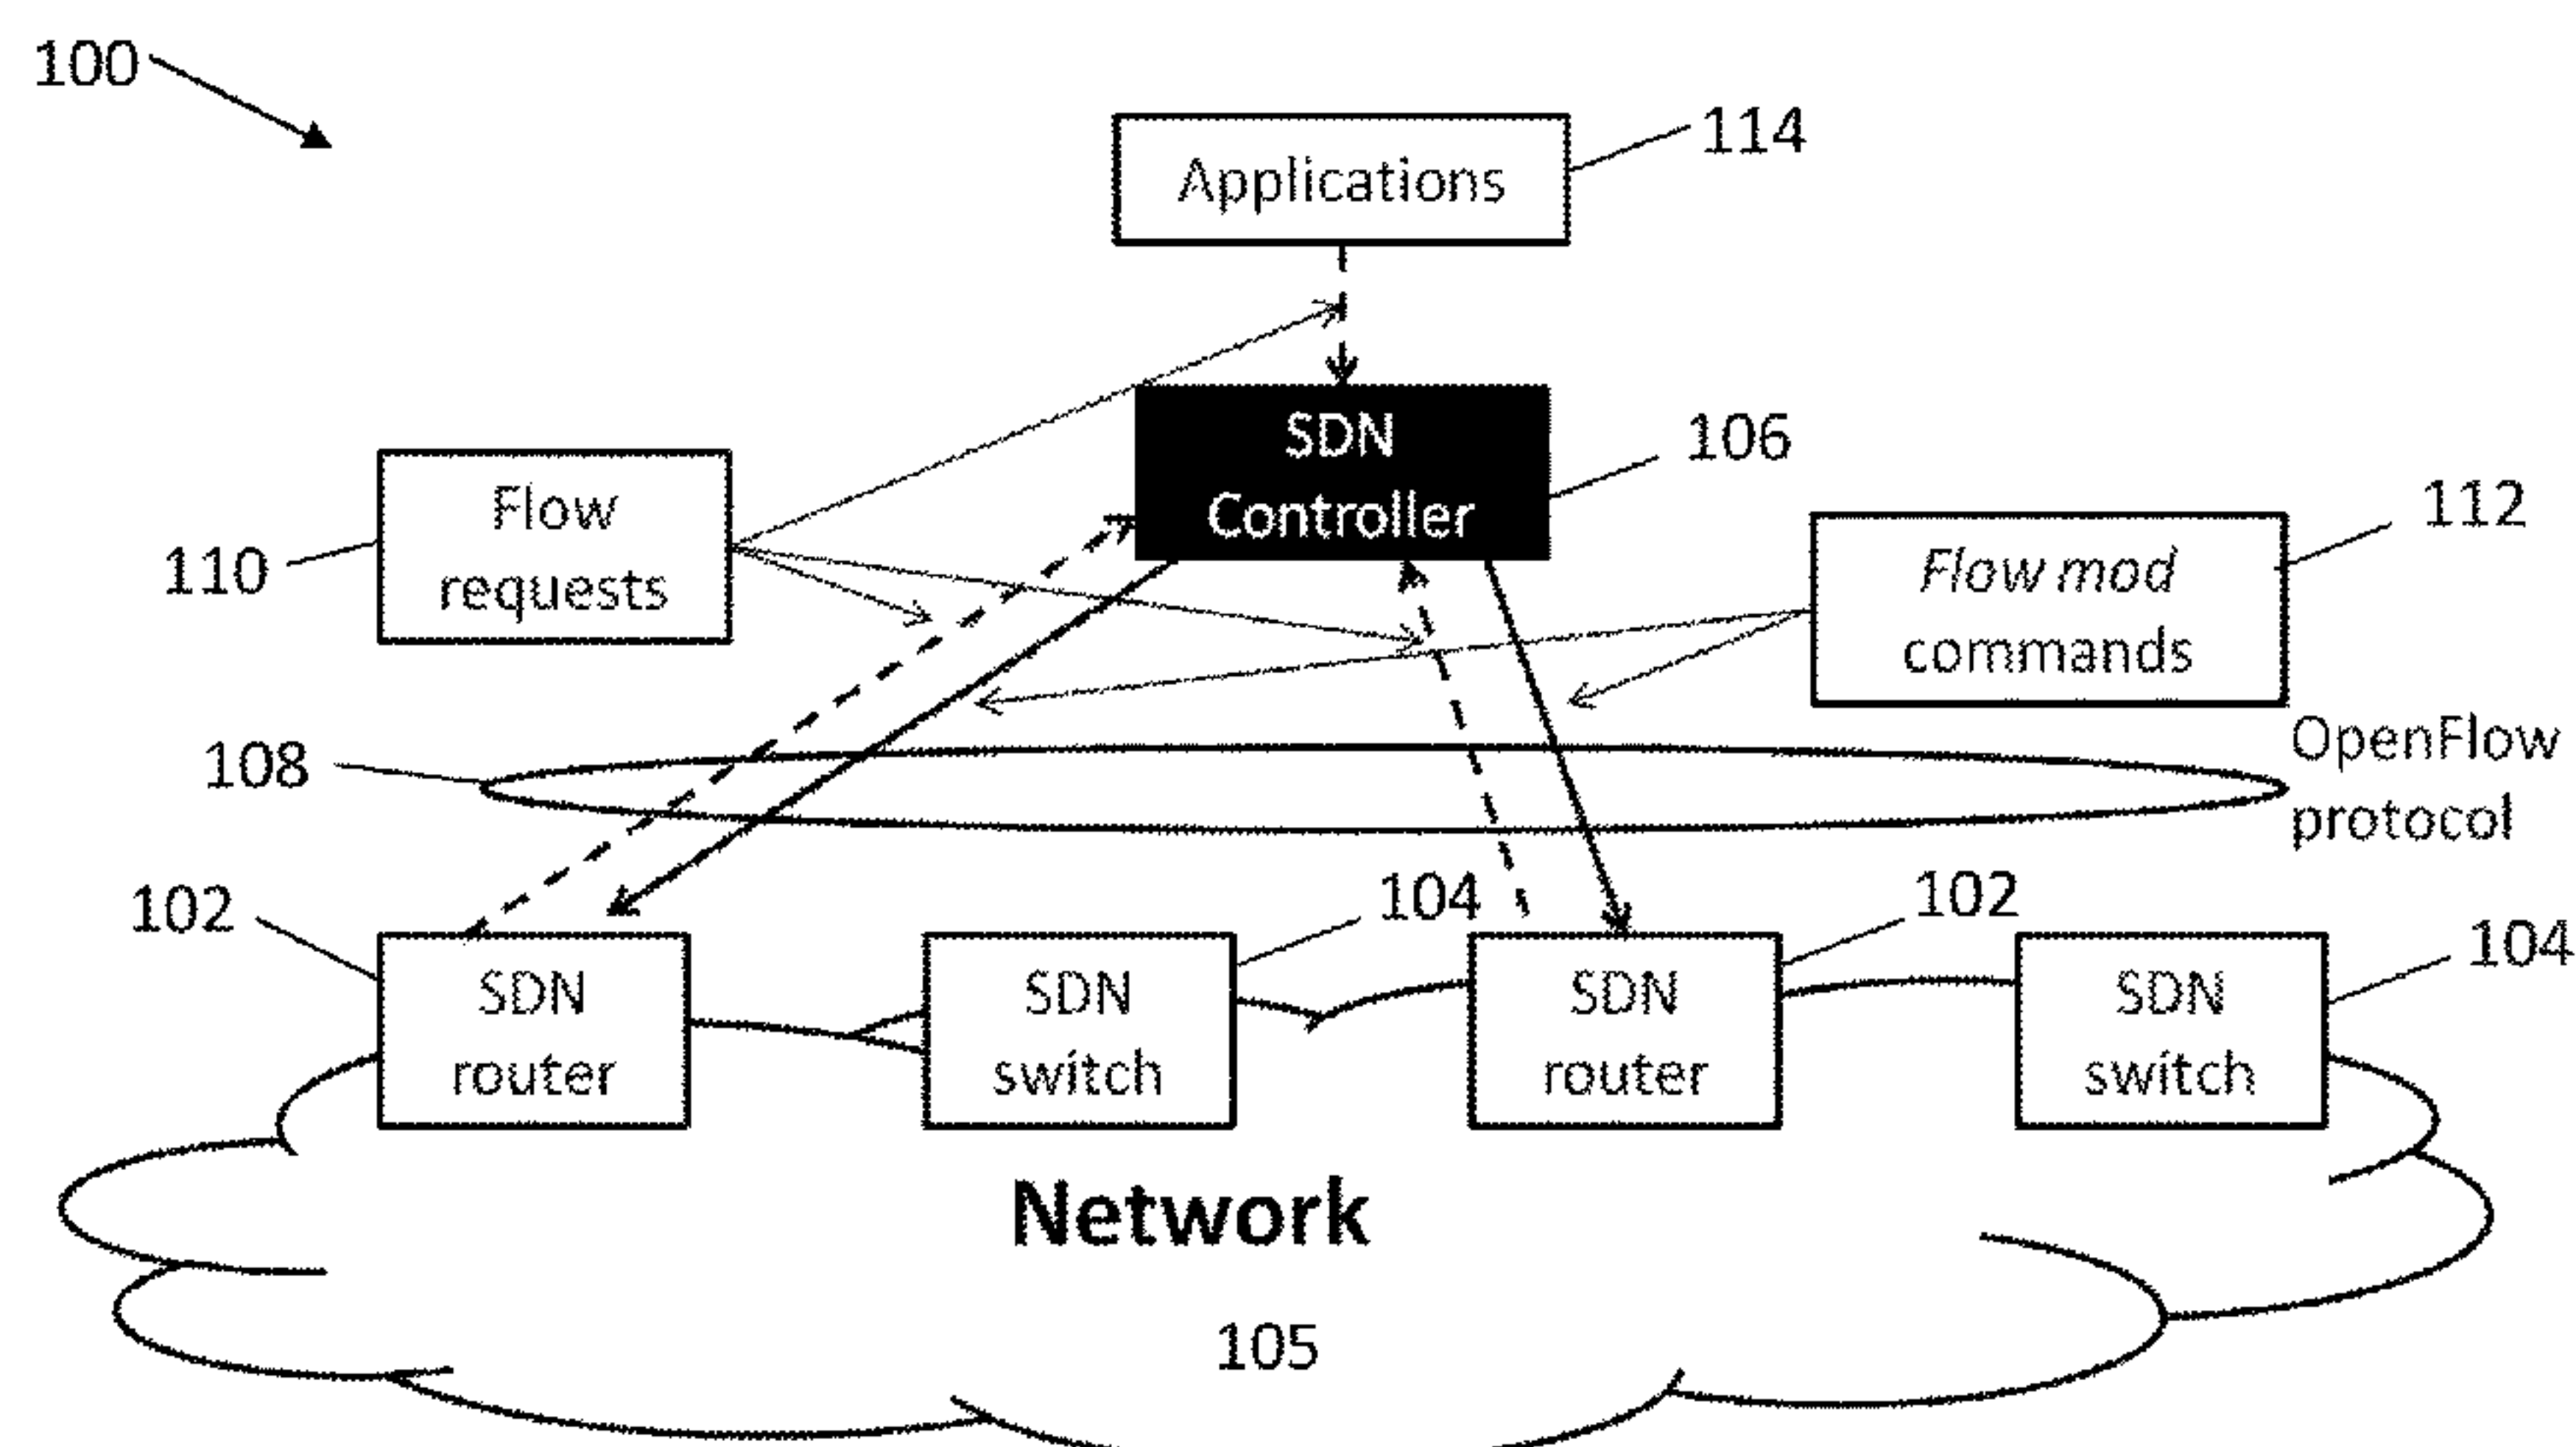 100
Applications
114
SDN
Controller
106
Flow
requests
110
Flow mod
commands
112
OpenFlow
protocol
108
102
SDN
router
104
SDN
switch
102
SDN
router
104
SDN
switch
Network
105